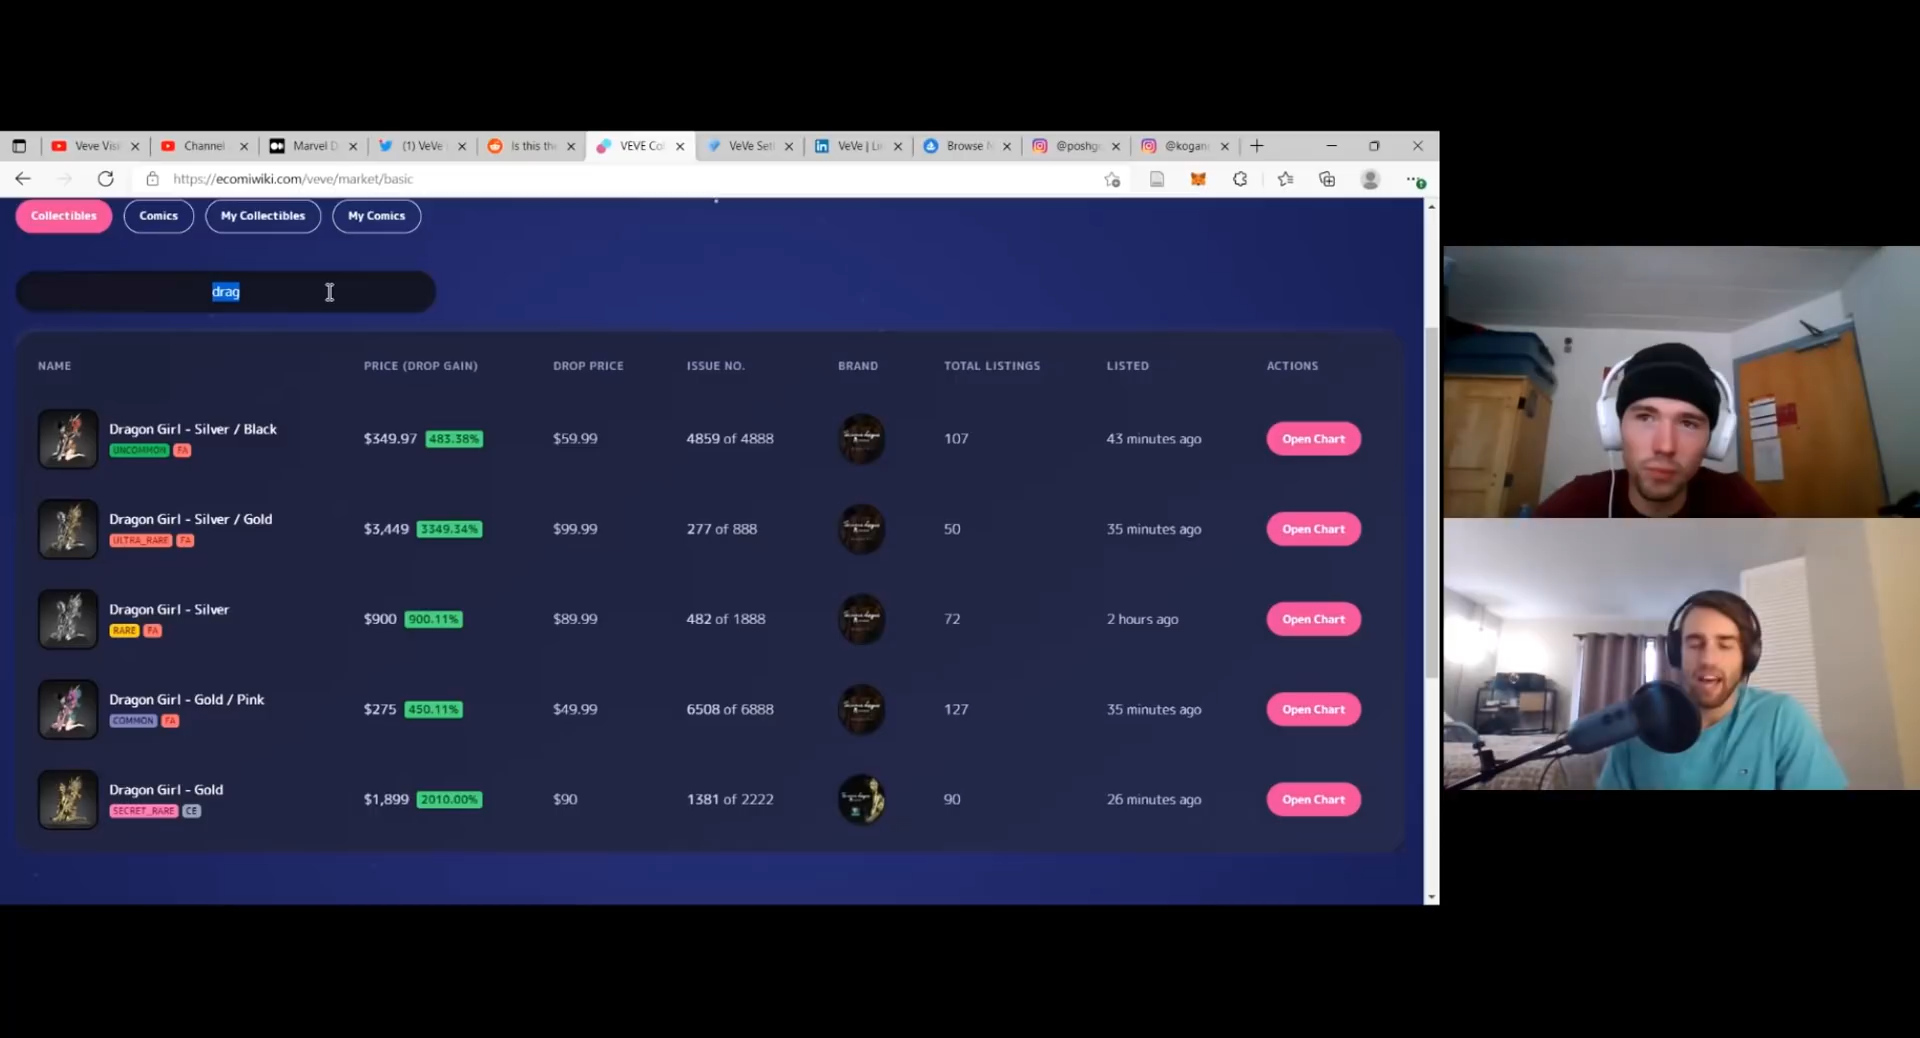 Veve Visi
Channel
Marvel D
(1) VeVe
Is this the
VEVE Co
VeVe Seti
VeVe | Li
Browse N
@poshgo
@kogan
https://ecomiwiki.com/veve/market/basic
Collectibles
Comics
My Collectibles
My Comics
drag
NAME PRICE (DROP GAIN) DROP PRICE ISSUE NO. BRAND TOTAL LISTINGS LISTED ACTIONS
Dragon Girl - Silver / Black
UNCOMMON FA
$349.97 483.38% $59.99 4859 of 4888 107 43 minutes ago Open Chart
Dragon Girl - Silver / Gold
ULTRA_RARE FA
$3,449 3349.34% $99.99 277 of 888 50 35 minutes ago Open Chart
Dragon Girl - Silver
RARE FA
$900 900.11% $89.99 482 of 1888 72 2 hours ago Open Chart
Dragon Girl - Gold / Pink
COMMON FA
$275 450.11% $49.99 6508 of 6888 127 35 minutes ago Open Chart
Dragon Girl - Gold
SECRET_RARE CE
$1,899 2010.00% $90 1381 of 2222 90 26 minutes ago Open Chart